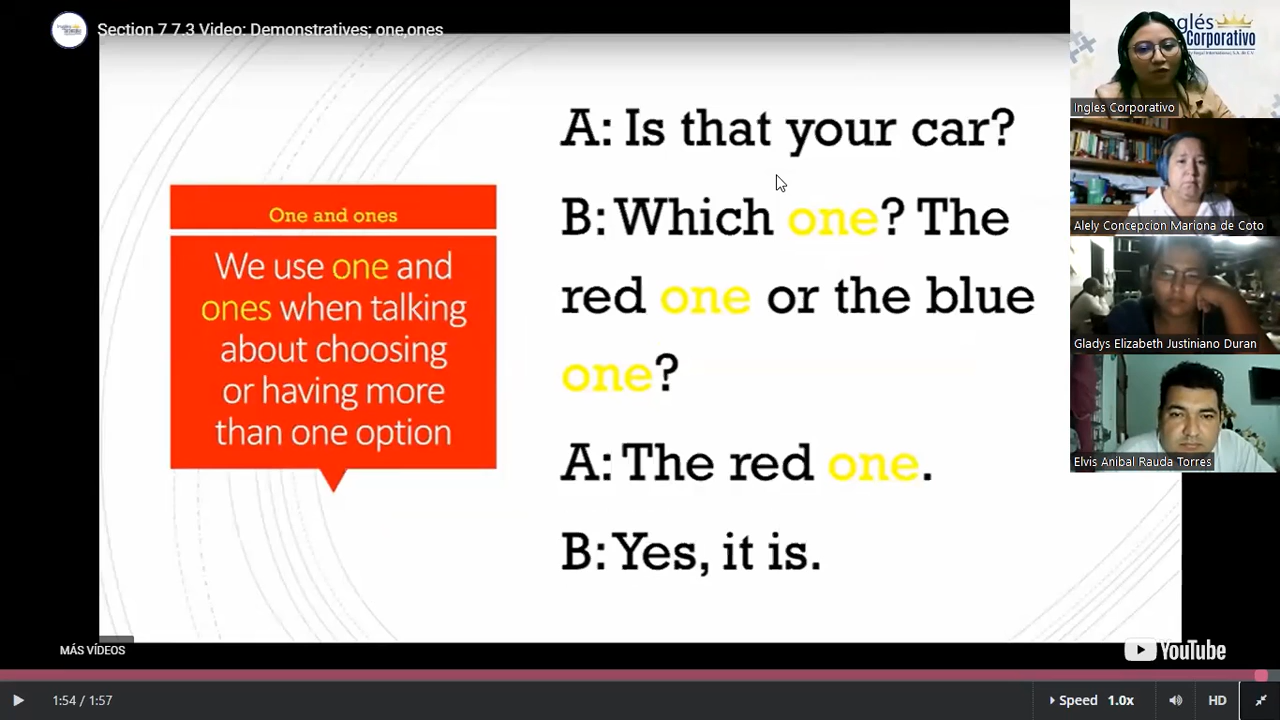 Section 7 7.3 Video: Demonstratives; one,ones
One and ones
We use one and
ones when talking
about choosing
or having more
than one option
A: Is that your car?
B: Which one? The
red one or the blue
one?
A: The red one.
B: Yes, it is.
Inglés
Corporativo
Ingles Corporativo
Alely Concepcion Mariona de Coto
Gladys Elizabeth Justiniano Duran
Elvis Anibal Rauda Torres
MÁS VÍDEOS
YouTube
1:54 / 1:57
Speed 1.0x
HD